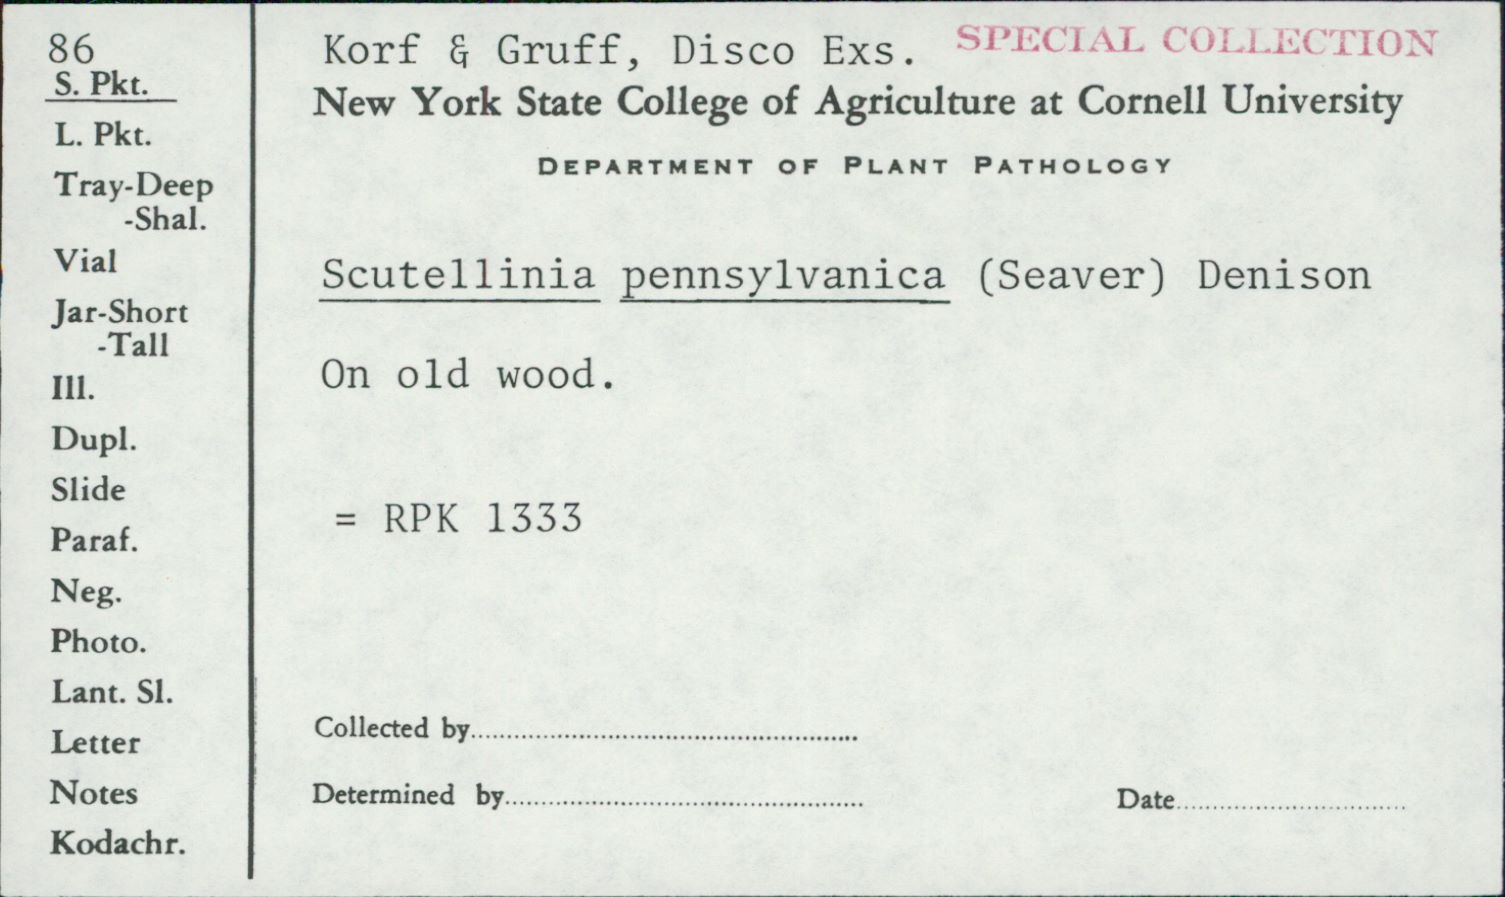 86
S. Pkt.
L. Pkt.
Tray-Deep
-Shal.
Vial
Jar-Short
-Tall
Ill.
Dupl.
Slide
Paraf.
Neg.
Photo.
Lant. Sl.
Letter
Notes
Kodachr.
Korf & Gruff, Disco Exs. SPECIAL COLLECTION
New York State College of Agriculture at Cornell University
DEPARTMENT OF PLANT PATHOLOGY
Scutellinia pennsylvanica (Seaver) Denison
On old wood.
= RPK 1333
Collected by
Determined by Date